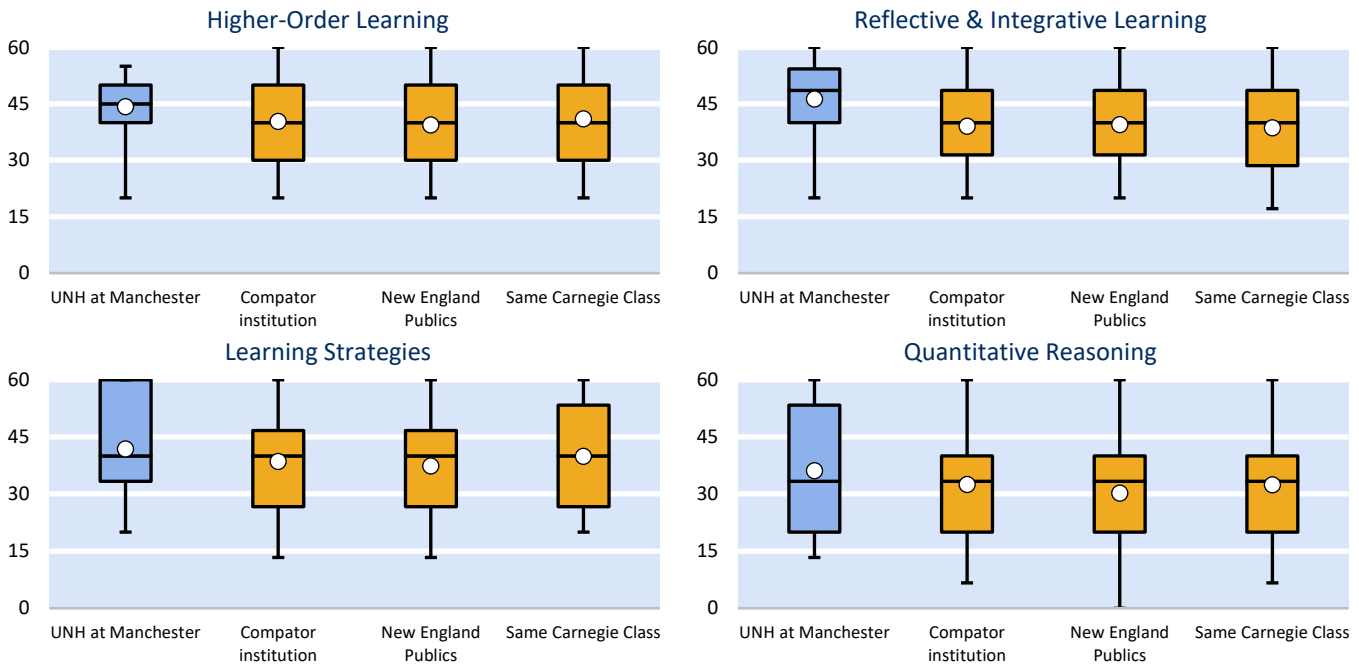 Higher-Order Learning
60
45
30
15
0
UNH at Manchester
Compator
institution
New England
Publics
Same Carnegie Class
Reflective & Integrative Learning
60
45
30
15
0
UNH at Manchester
Compator
institution
New England
Publics
Same Carnegie Class
Learning Strategies
60
45
30
15
0
UNH at Manchester
Compator
institution
New England
Publics
Same Carnegie Class
Quantitative Reasoning
60
45
30
15
0
UNH at Manchester
Compator
institution
New England
Publics
Same Carnegie Class